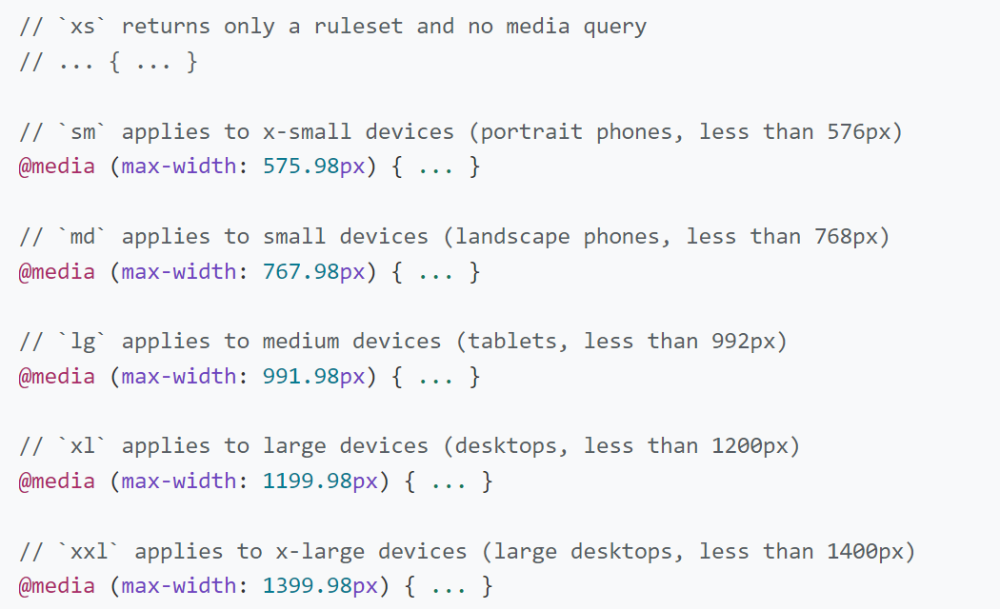 // `xs` returns only a ruleset and no media query
// ... { ... }
// `sm` applies to x-small devices (portrait phones, less than 576px)
@media (max-width: 575.98px) { ... }
// `md` applies to small devices (landscape phones, less than 768px)
@media (max-width: 767.98px) { ... }
// `lg` applies to medium devices (tablets, less than 992px)
@media (max-width: 991.98px) { ... }
// `xl` applies to large devices (desktops, less than 1200px)
@media (max-width: 1199.98px) { ... }
// `xxl` applies to x-large devices (large desktops, less than 1400px)
@media (max-width: 1399.98px) { ... }